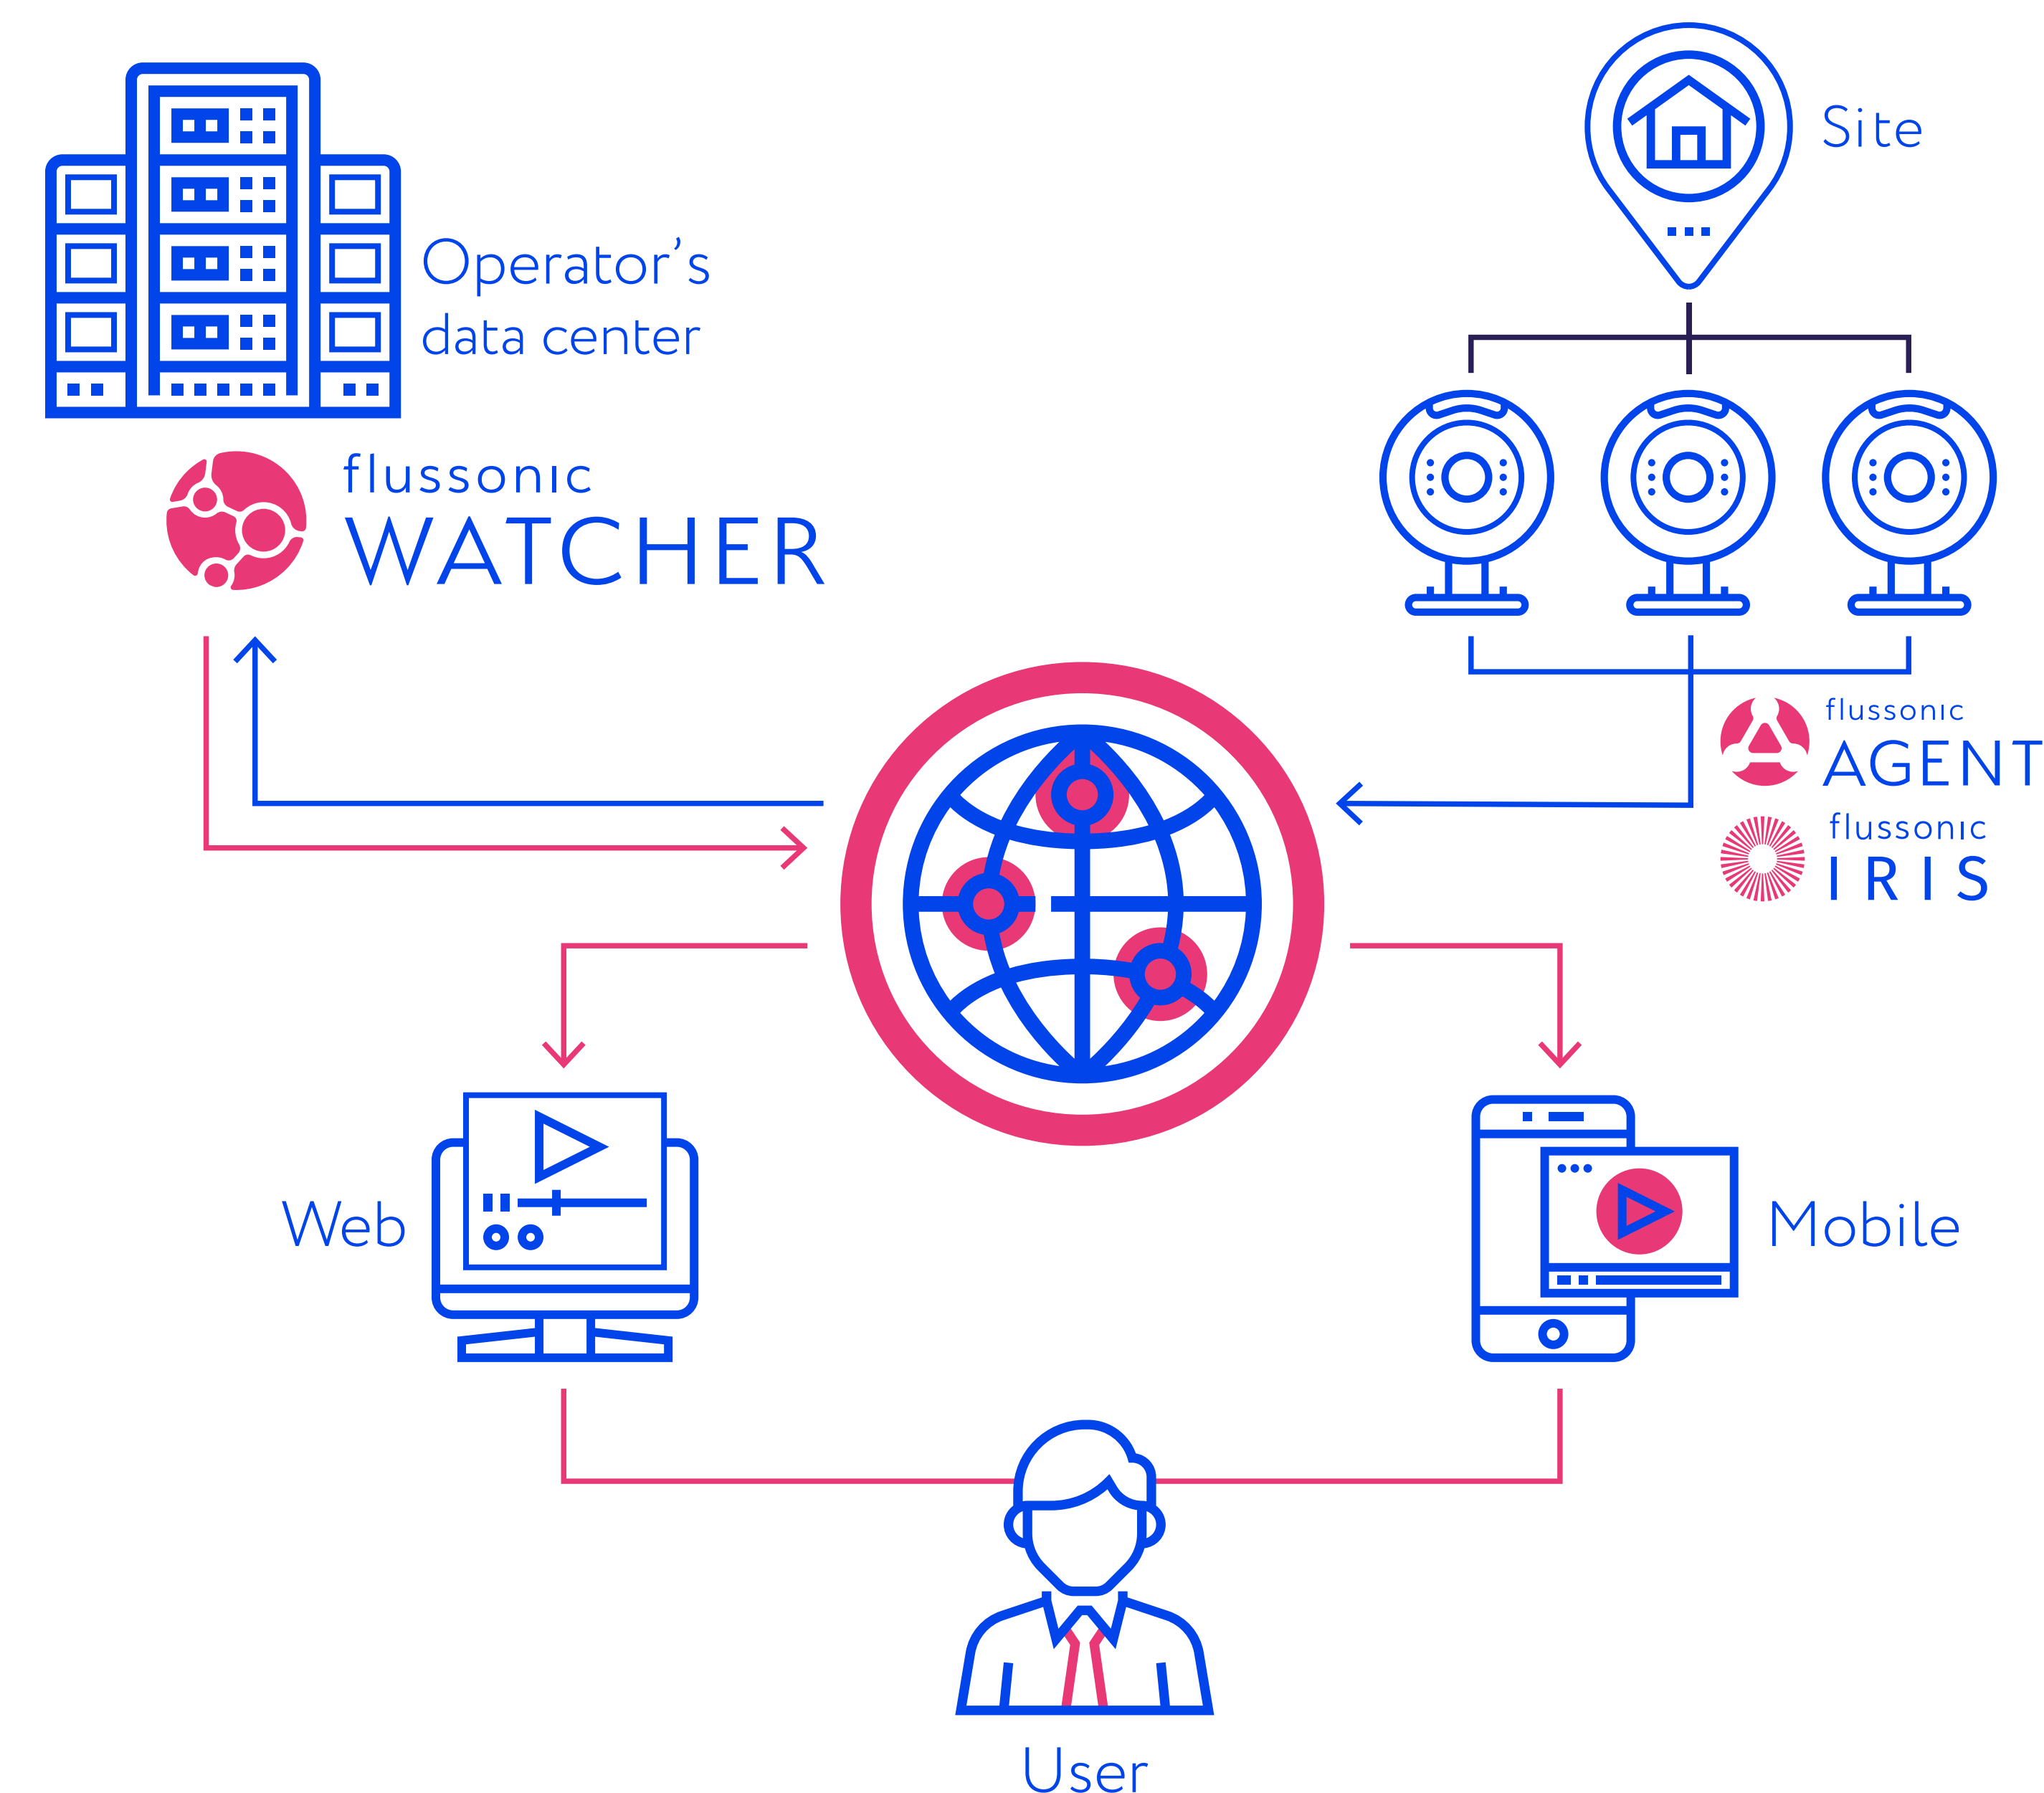 Site
Operator's
data center
flussonic
WATCHER
flussonic
AGENT
flussonic
IRIS
Web
Mobile
User